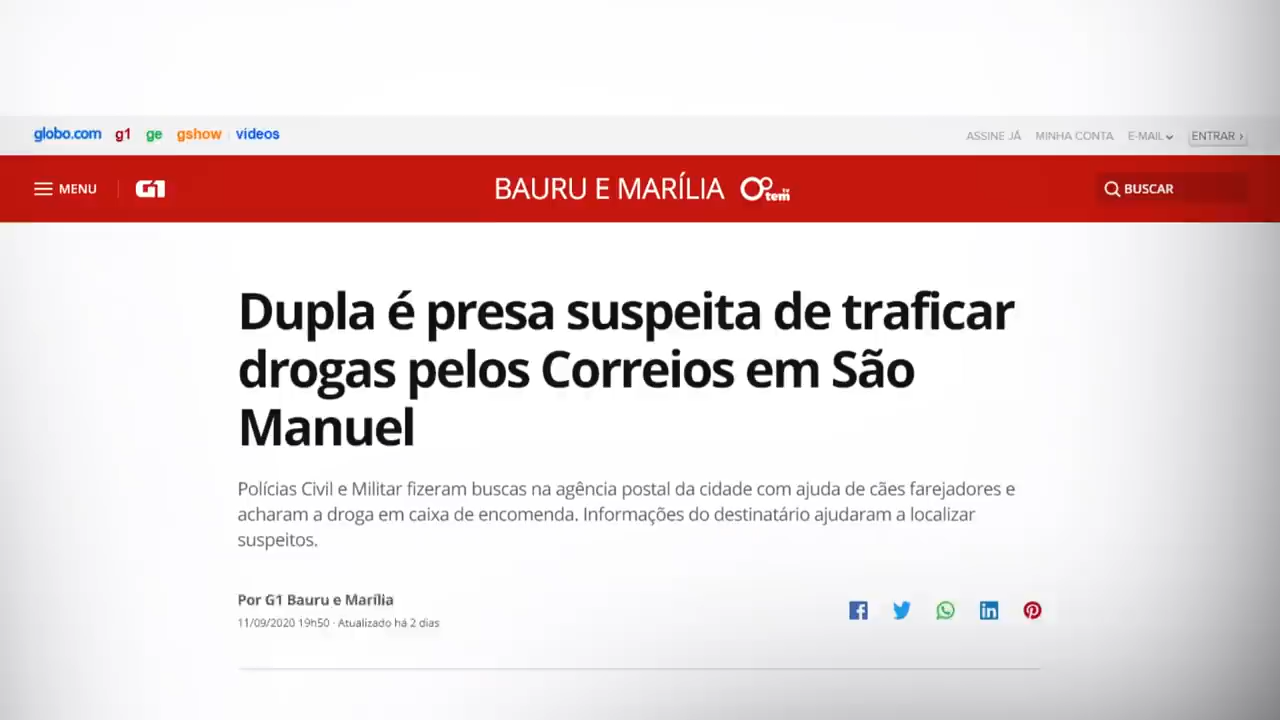 globo.com g1 ge gshow videos ASSINE JÁ MINHA CONTA E-MAIL ENTRAR ›
MENU G1 BAURU E MARÍLIA tv tem BUSCAR
Dupla é presa suspeita de traficar
drogas pelos Correios em São
Manuel
Polícias Civil e Militar fizeram buscas na agência postal da cidade com ajuda de cães farejadores e
acharam a droga em caixa de encomenda. Informações do destinatário ajudaram a localizar
suspeitos.
Por G1 Bauru e Marília
11/09/2020 19h50 · Atualizado há 2 dias